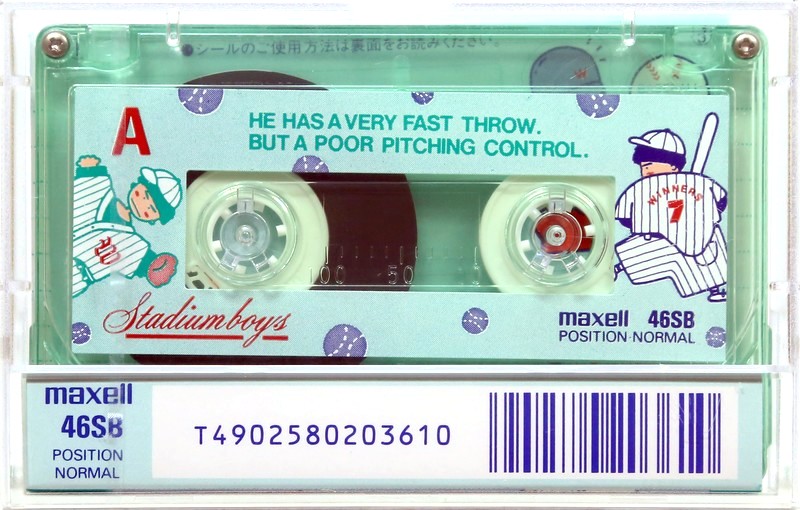 ●シールのご使用方法は裏面をお読みください。
A
HE HAS A VERY FAST THROW.
BUT A POOR PITCHING CONTROL.
WINNERS
7
100 50
Stadiumboys
maxell 46SB
POSITION NORMAL
maxell
46SB
POSITION
NORMAL
T4902580203610